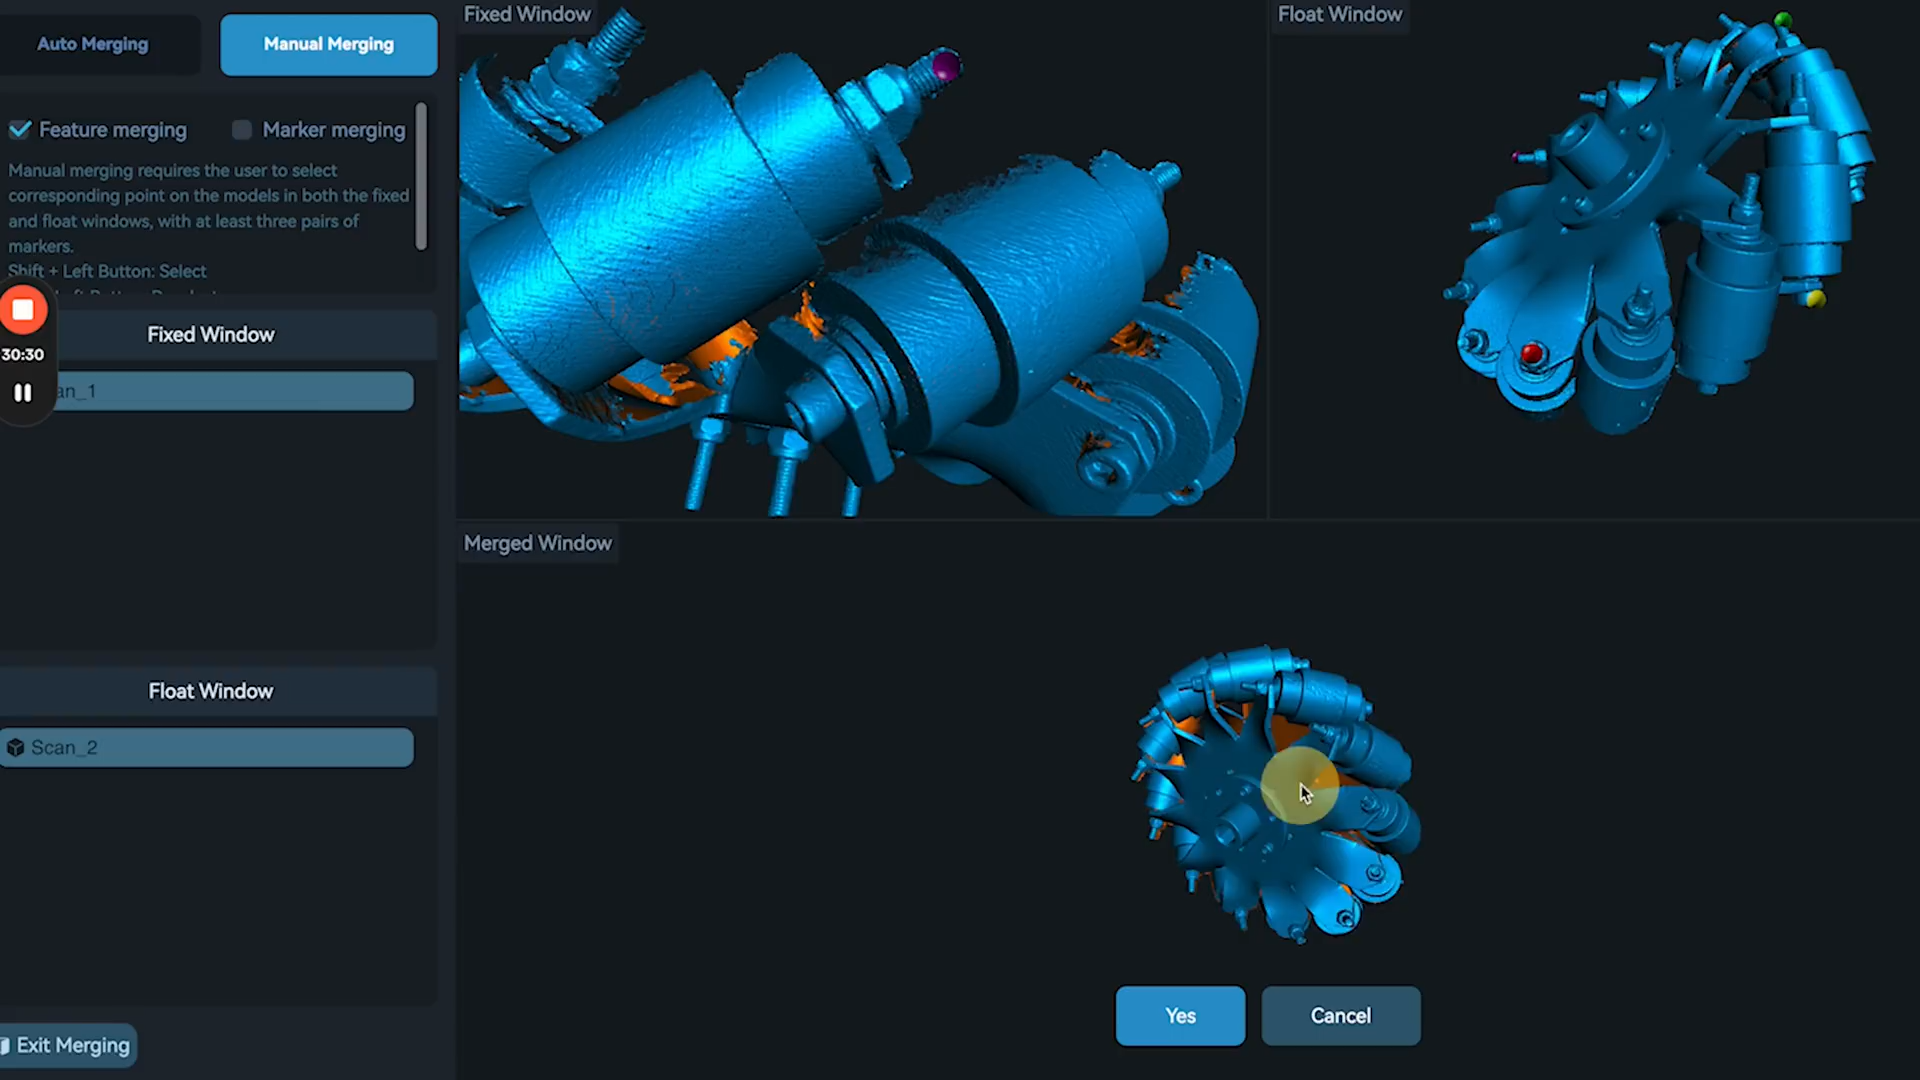 Auto Merging
Manual Merging
Feature merging
Marker merging
Manual merging requires the user to select
corresponding point on the models in both the fixed
and float windows, with at least three pairs of
markers.
Shift + Left Button: Select
30:30
Fixed Window
an_1
Float Window
Scan_2
Exit Merging
Fixed Window
Float Window
Merged Window
Yes
Cancel